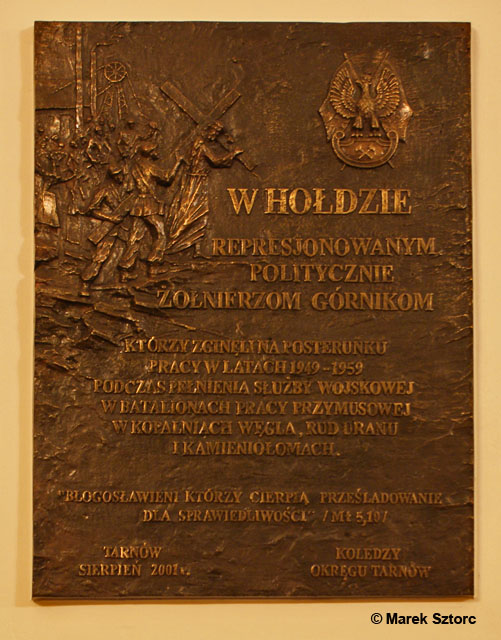 W HOŁDZIE
REPRESJONOWANYM
POLITYCZNIE
ŻOŁNIERZOM GÓRNIKOM
KTÓRZY ZGINĘLI NA POSTERUNKU
PRACY W LATACH 1949-1959
PODCZAS PEŁNIENIA SŁUŻBY WOJSKOWEJ
W BATALIONACH PRACY PRZYMUSOWEJ
W KOPALNIACH WĘGLA, RUD URANU
I KAMIENIOŁOMACH.
"BŁOGOSŁAWIENI KTÓRZY CIERPIĄ PRZEŚLADOWANIE
DLA SPRAWIEDLIWOŚCI" /Mt 5,10/
TARNÓW
SIERPIEŃ 2001r.
KOLEDZY
OKRĘGU TARNÓW
© Marek Sztorc